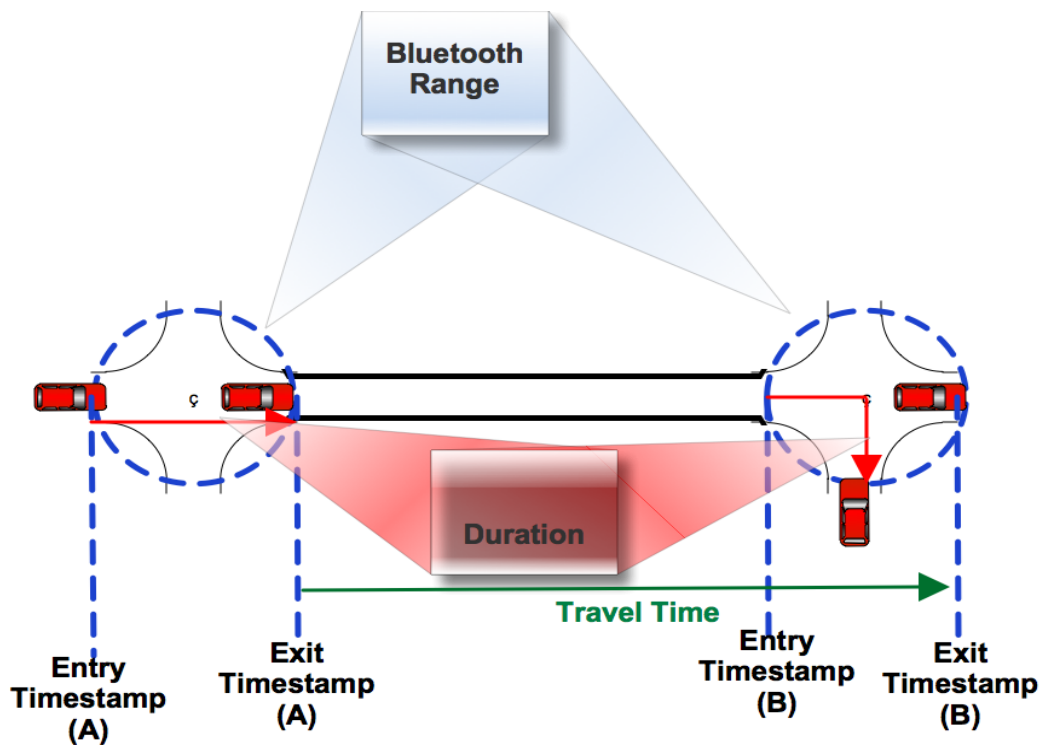 Bluetooth
Range
ç
ç
Duration
Travel Time
Entry
Timestamp
(A)
Exit
Timestamp
(A)
Entry
Timestamp
(B)
Exit
Timestamp
(B)